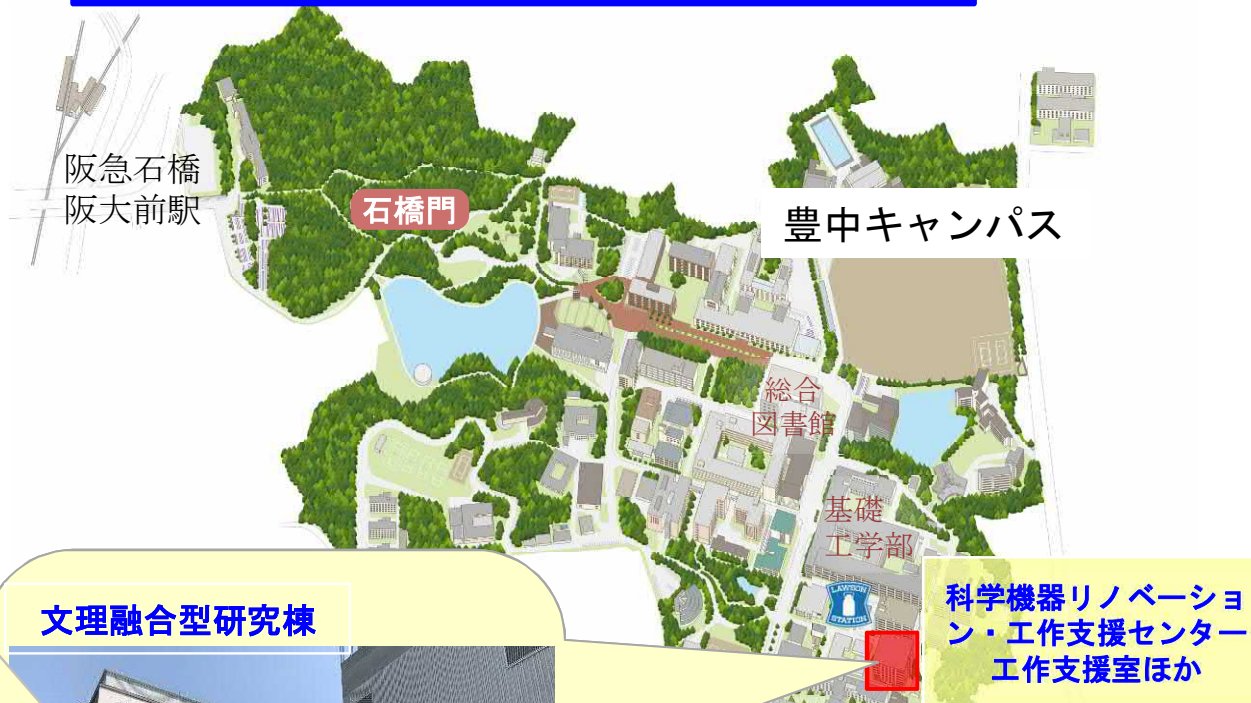 阪急石橋
阪大前駅
石橋門
豊中キャンパス
総合
図書館
基礎
工学部
LAWSON
STATION
文理融合型研究棟
科学機器リノベーショ
ン・工作支援センター
工作支援室ほか